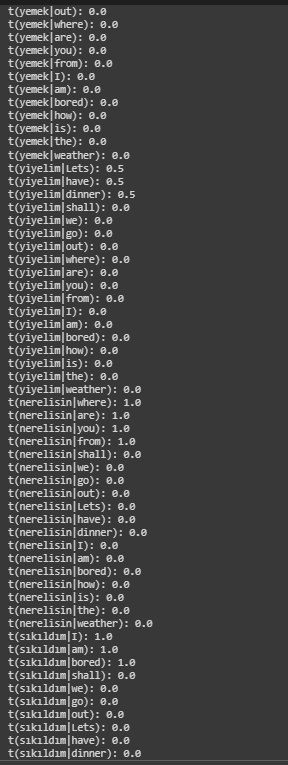 t(yemek|out): 0.0
t(yemek|where): 0.0
t(yemek|are): 0.0
t(yemek|you): 0.0
t(yemek|from): 0.0
t(yemek|I): 0.0
t(yemek|am): 0.0
t(yemek|bored): 0.0
t(yemek|how): 0.0
t(yemek|is): 0.0
t(yemek|the): 0.0
t(yemek|weather): 0.0
t(yiyelim|Lets): 0.5
t(yiyelim|have): 0.5
t(yiyelim|dinner): 0.5
t(yiyelim|shall): 0.0
t(yiyelim|we): 0.0
t(yiyelim|go): 0.0
t(yiyelim|out): 0.0
t(yiyelim|where): 0.0
t(yiyelim|are): 0.0
t(yiyelim|you): 0.0
t(yiyelim|from): 0.0
t(yiyelim|I): 0.0
t(yiyelim|am): 0.0
t(yiyelim|bored): 0.0
t(yiyelim|how): 0.0
t(yiyelim|is): 0.0
t(yiyelim|the): 0.0
t(yiyelim|weather): 0.0
t(nerelisin|where): 1.0
t(nerelisin|are): 1.0
t(nerelisin|you): 1.0
t(nerelisin|from): 1.0
t(nerelisin|shall): 0.0
t(nerelisin|we): 0.0
t(nerelisin|go): 0.0
t(nerelisin|out): 0.0
t(nerelisin|Lets): 0.0
t(nerelisin|have): 0.0
t(nerelisin|dinner): 0.0
t(nerelisin|I): 0.0
t(nerelisin|am): 0.0
t(nerelisin|bored): 0.0
t(nerelisin|how): 0.0
t(nerelisin|is): 0.0
t(nerelisin|the): 0.0
t(nerelisin|weather): 0.0
t(sıkıldım|I): 1.0
t(sıkıldım|am): 1.0
t(sıkıldım|bored): 1.0
t(sıkıldım|shall): 0.0
t(sıkıldım|we): 0.0
t(sıkıldım|go): 0.0
t(sıkıldım|out): 0.0
t(sıkıldım|Lets): 0.0
t(sıkıldım|have): 0.0
t(sıkıldım|dinner): 0.0